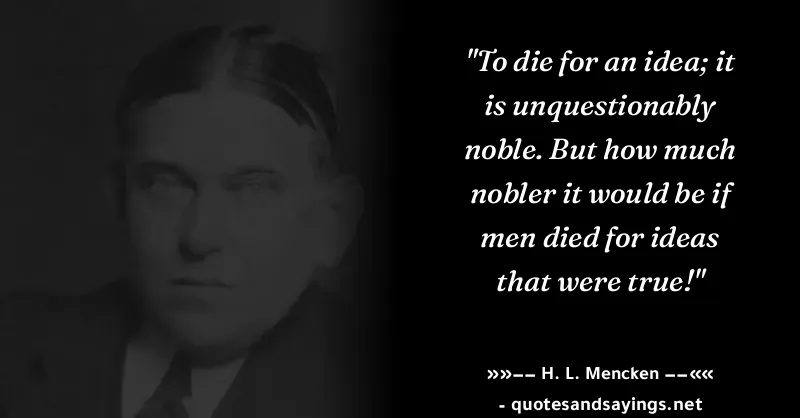 "To die for an idea; it
is unquestionably
noble. But how much
nobler it would be if
men died for ideas
that were true!"
»»–– H. L. Mencken ––««
- quotesandsayings.net